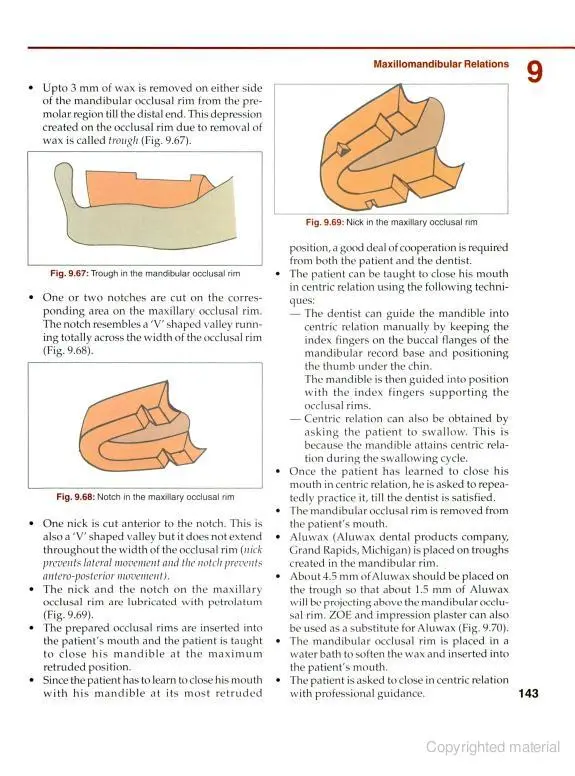 Maxillomandibular Relations
9
• Upto 3 mm of wax is removed on either side
of the mandibular occlusal rim from the pre-
molar region till the distal end. This depression
created on the occlusal rim due to removal of
wax is called trough (Fig. 9.67).
Fig. 9.67: Trough in the mandibular occlusal rim
• One or two notches are cut on the corres-
ponding area on the maxillary occlusal rim.
The notch resembles a 'V' shaped valley runn-
ing totally across the width of the occlusal rim
(Fig. 9.68).
Fig. 9.68: Notch in the maxillary occlusal rim
• One nick is cut anterior to the notch. This is
also a 'V' shaped valley but it does not extend
throughout the width of the occlusal rim (nick
prevents lateral movement and the notch prevents
antero-posterior movement).
• The nick and the notch on the maxillary
occlusal rim are lubricated with petrolatum
(Fig. 9.69).
• The prepared occlusal rims are inserted into
the patient's mouth and the patient is taught
to close his mandible at the maximum
retruded position.
• Since the patient has to learn to close his mouth
with his mandible at its most retruded
Fig. 9.69: Nick in the maxillary occlusal rim
position, a good deal of cooperation is required
from both the patient and the dentist.
• The patient can be taught to close his mouth
in centric relation using the following techni-
ques:
— The dentist can guide the mandible into
centric relation manually by keeping the
index fingers on the buccal flanges of the
mandibular record base and positioning
the thumb under the chin.
The mandible is then guided into position
with the index fingers supporting the
occlusal rims.
— Centric relation can also be obtained by
asking the patient to swallow. This is
because the mandible attains centric rela-
tion during the swallowing cycle.
• Once the patient has learned to close his
mouth in centric relation, he is asked to repea-
tedly practice it, till the dentist is satisfied.
• The mandibular occlusal rim is removed from
the patient's mouth.
• Aluwax (Aluwax dental products company,
Grand Rapids, Michigan) is placed on troughs
created in the mandibular rim.
• About 4.5 mm of Aluwax should be placed on
the trough so that about 1.5 mm of Aluwax
will be projecting above the mandibular occlu-
sal rim. ZOE and impression plaster can also
be used as a substitute for Aluwax (Fig. 9.70).
• The mandibular occlusal rim is placed in a
water bath to soften the wax and inserted into
the patient's mouth.
• The patient is asked to close in centric relation
with professional guidance.
143
Copyrighted material